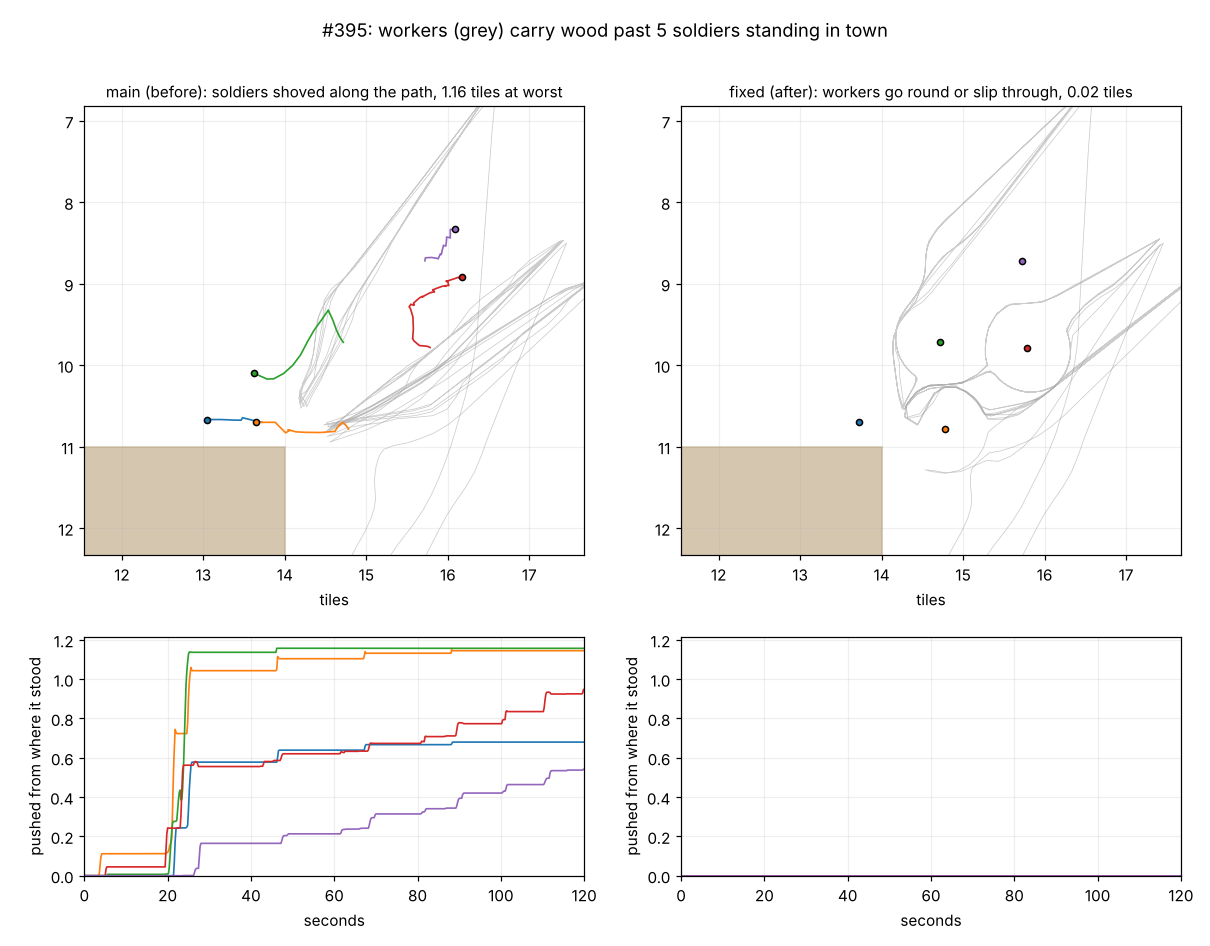 #395: workers (grey) carry wood past 5 soldiers standing in town
main (before): soldiers shoved along the path, 1.16 tiles at worst
7
8
9
10
11
12
12 13 14 15 16 17
tiles
fixed (after): workers go round or slip through, 0.02 tiles
7
8
9
10
11
12
12 13 14 15 16 17
tiles
pushed from where it stood
1.2
1.0
0.8
0.6
0.4
0.2
0.0
0 20 40 60 80 100 120
seconds
pushed from where it stood
1.2
1.0
0.8
0.6
0.4
0.2
0.0
0 20 40 60 80 100 120
seconds